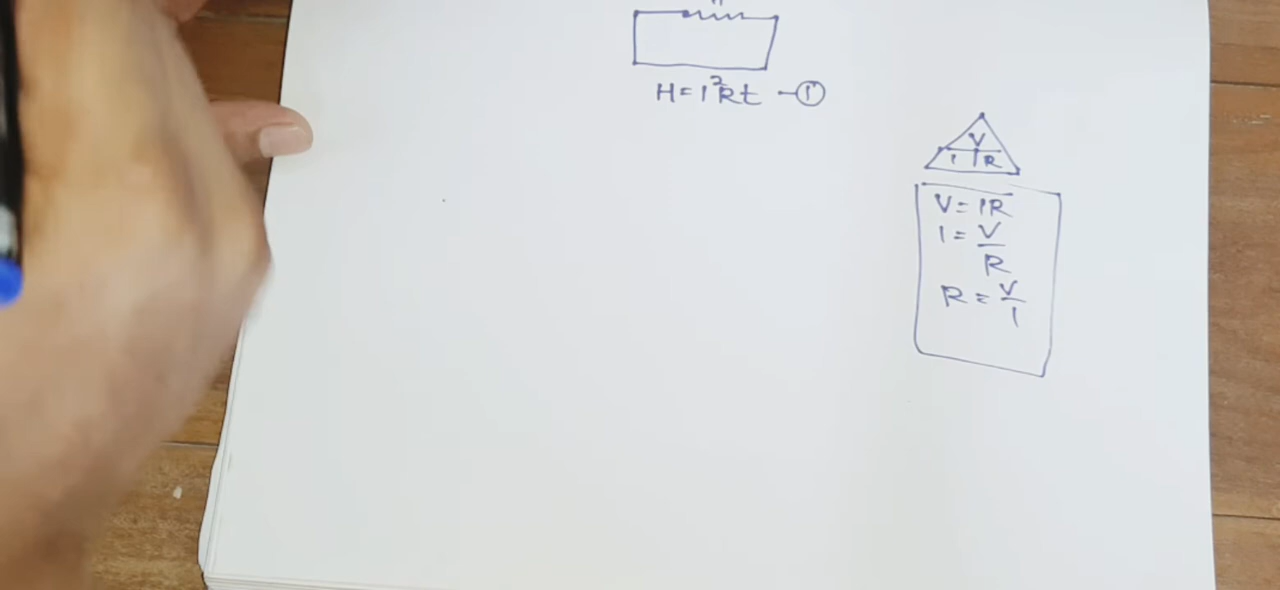 H = I²Rt —①
V
I R
V = IR
I = V/R
R = V/I